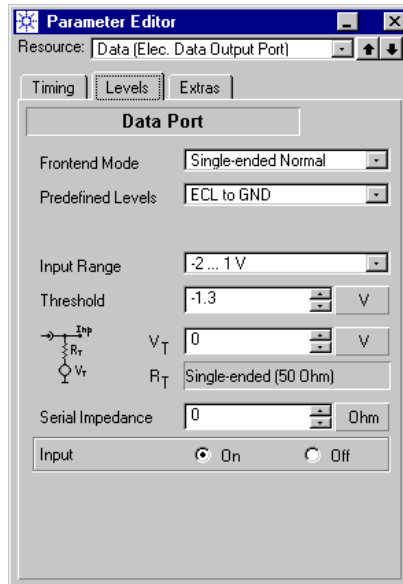 Parameter Editor
Resource: Data (Elec. Data Output Port)
Timing Levels Extras
Data Port
Frontend Mode Single-ended Normal
Predefined Levels ECL to GND
Input Range -2 ... 1 V
Threshold -1.3 V
Inp
RT
VT
VT 0 V
RT Single-ended (50 Ohm)
Serial Impedance 0 Ohm
Input On Off